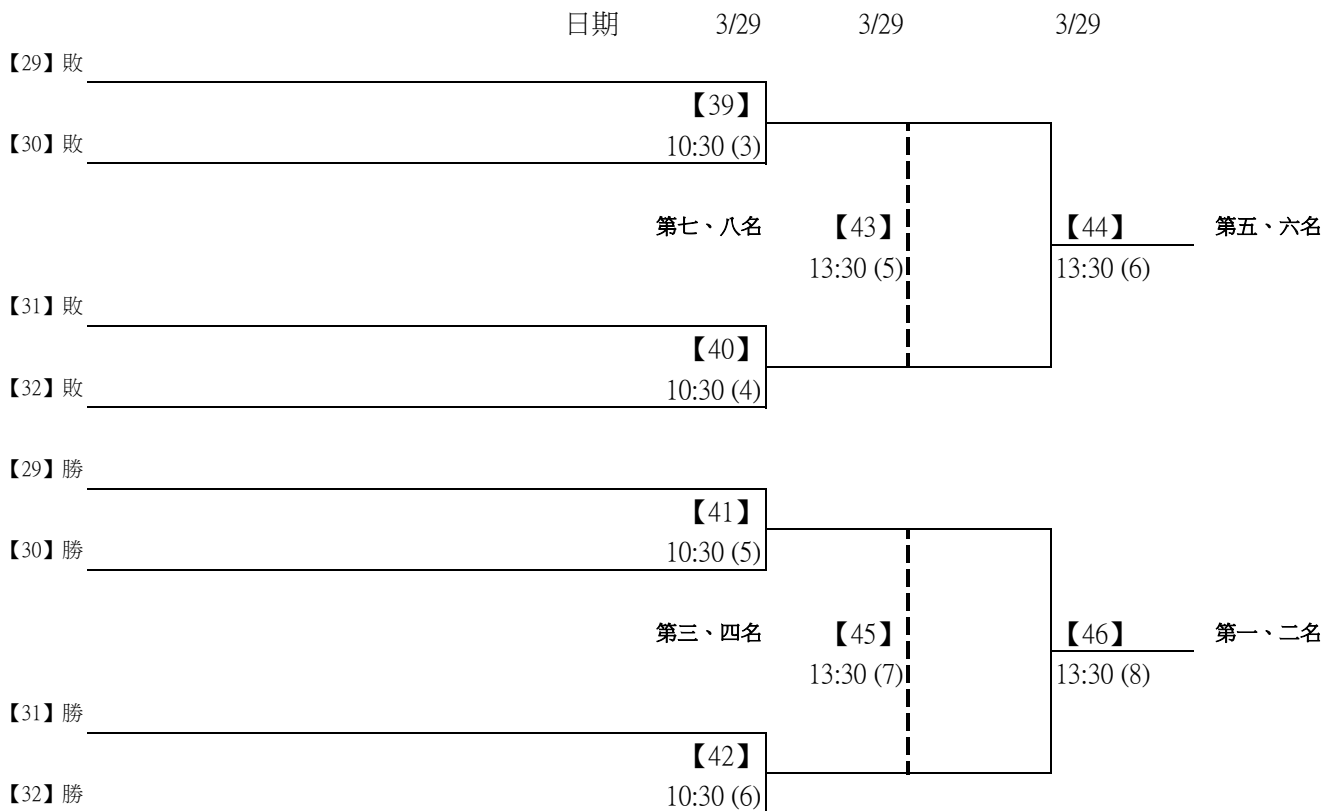 日期 3/29 3/29 3/29
【29】敗
【39】
【30】敗 10:30 (3)
第七、八名 【43】 【44】 第五、六名
13:30 (5) 13:30 (6)
【31】敗
【40】
【32】敗 10:30 (4)
【29】勝
【41】
【30】勝 10:30 (5)
第三、四名 【45】 【46】 第一、二名
13:30 (7) 13:30 (8)
【31】勝
【42】
【32】勝 10:30 (6)